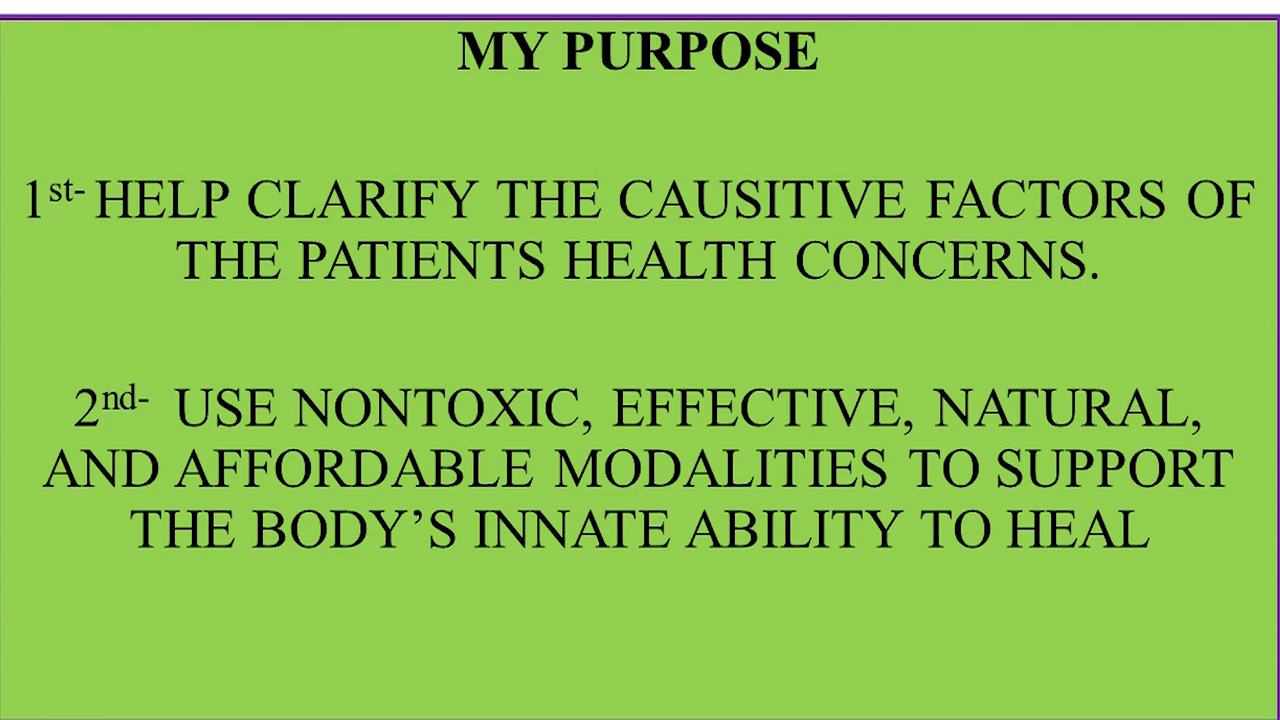 MY PURPOSE
1st- HELP CLARIFY THE CAUSITIVE FACTORS OF
THE PATIENTS HEALTH CONCERNS.
2nd- USE NONTOXIC, EFFECTIVE, NATURAL,
AND AFFORDABLE MODALITIES TO SUPPORT
THE BODY’S INNATE ABILITY TO HEAL